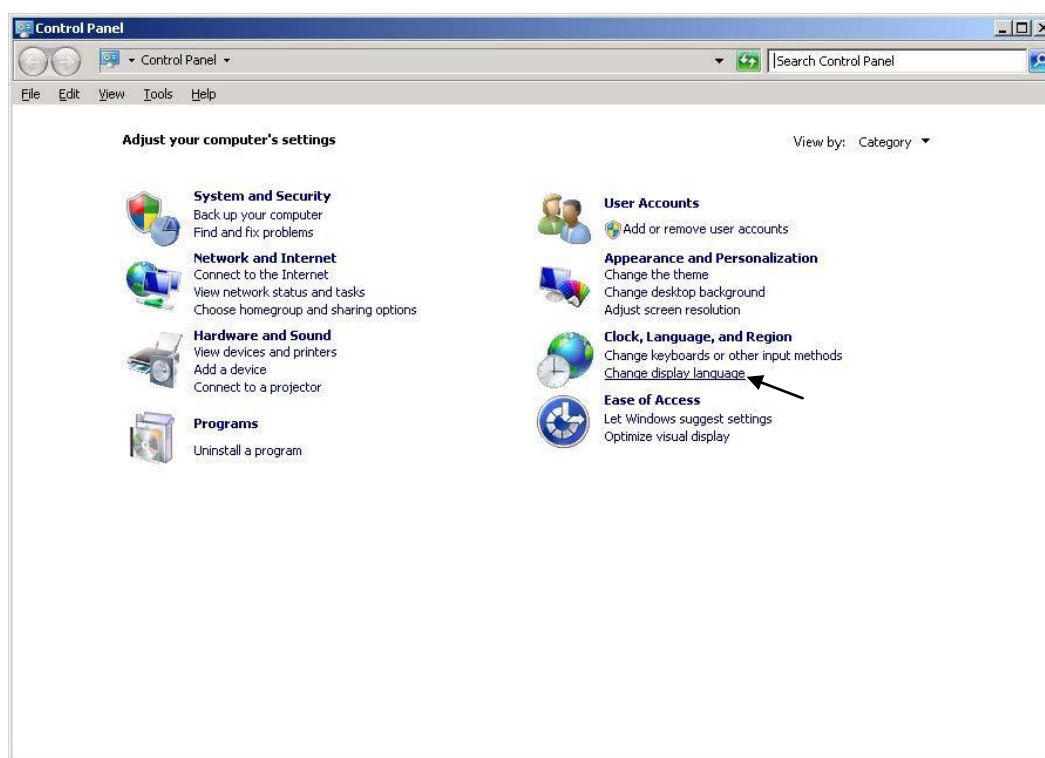 Control Panel
Control Panel
Search Control Panel
File Edit View Tools Help
Adjust your computer's settings
View by: Category
System and Security
Back up your computer
Find and fix problems
Network and Internet
Connect to the Internet
View network status and tasks
Choose homegroup and sharing options
Hardware and Sound
View devices and printers
Add a device
Connect to a projector
Programs
Uninstall a program
User Accounts
Add or remove user accounts
Appearance and Personalization
Change the theme
Change desktop background
Adjust screen resolution
Clock, Language, and Region
Change keyboards or other input methods
Change display language
Ease of Access
Let Windows suggest settings
Optimize visual display